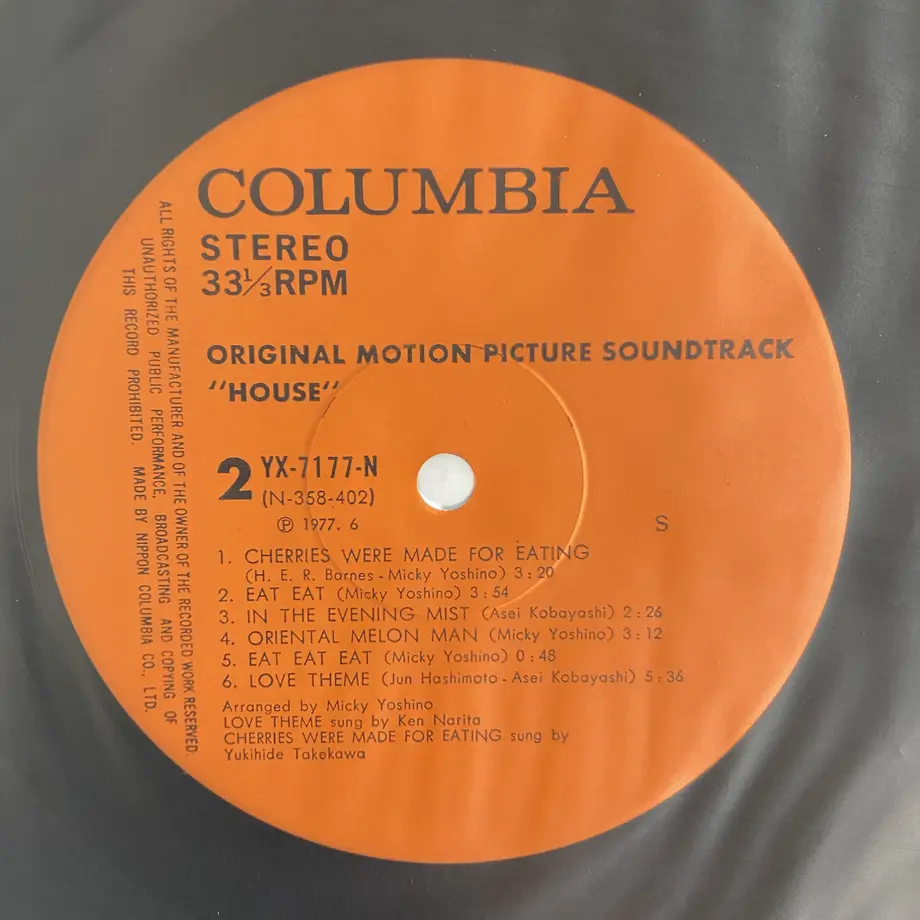 COLUMBIA
STEREO
33⅓RPM
ORIGINAL MOTION PICTURE SOUNDTRACK
"HOUSE"
2 YX-7177-N
(N-358-402)
℗ 1977. 6
S
1. CHERRIES WERE MADE FOR EATING
(H. E. R. Barnes-Micky Yoshino) 3:20
2. EAT EAT (Micky Yoshino) 3:54
3. IN THE EVENING MIST (Asei Kobayashi) 2:26
4. ORIENTAL MELON MAN (Micky Yoshino) 3:12
5. EAT EAT EAT (Micky Yoshino) 0:48
6. LOVE THEME (Jun Hashimoto-Asei Kobayashi) 5:36
Arranged by Micky Yoshino
LOVE THEME sung by Ken Narita
CHERRIES WERE MADE FOR EATING sung by
Yukihide Takekawa
ALL RIGHTS OF THE MANUFACTURER AND OF THE OWNER OF THE RECORDED WORK RESERVED.
UNAUTHORIZED PUBLIC PERFORMANCE, BROADCASTING AND COPYING OF
THIS RECORD PROHIBITED. MADE BY NIPPON COLUMBIA CO., LTD.